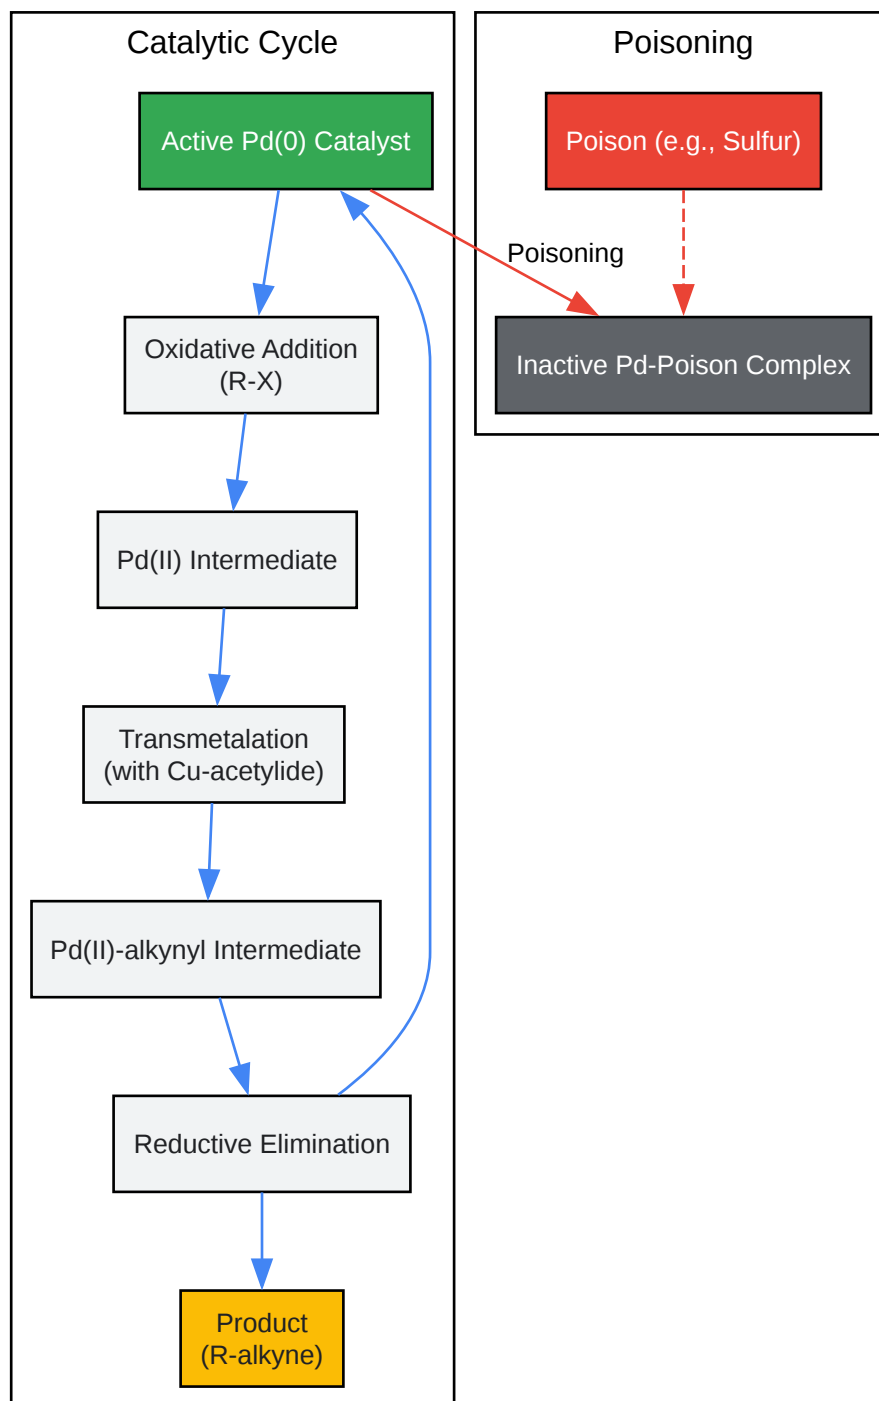 Catalytic Cycle
Active Pd(0) Catalyst
Oxidative Addition
(R-X)
Pd(II) Intermediate
Transmetalation
(with Cu-acetylide)
Pd(II)-alkynyl Intermediate
Reductive Elimination
Product
(R-alkyne)
Poisoning
Poison (e.g., Sulfur)
Poisoning
Inactive Pd-Poison Complex